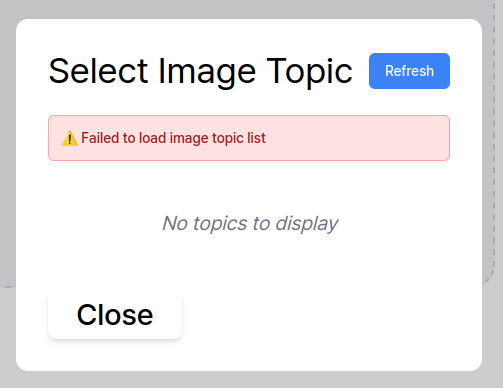 Select Image Topic
Refresh
⚠️ Failed to load image topic list
No topics to display
Close